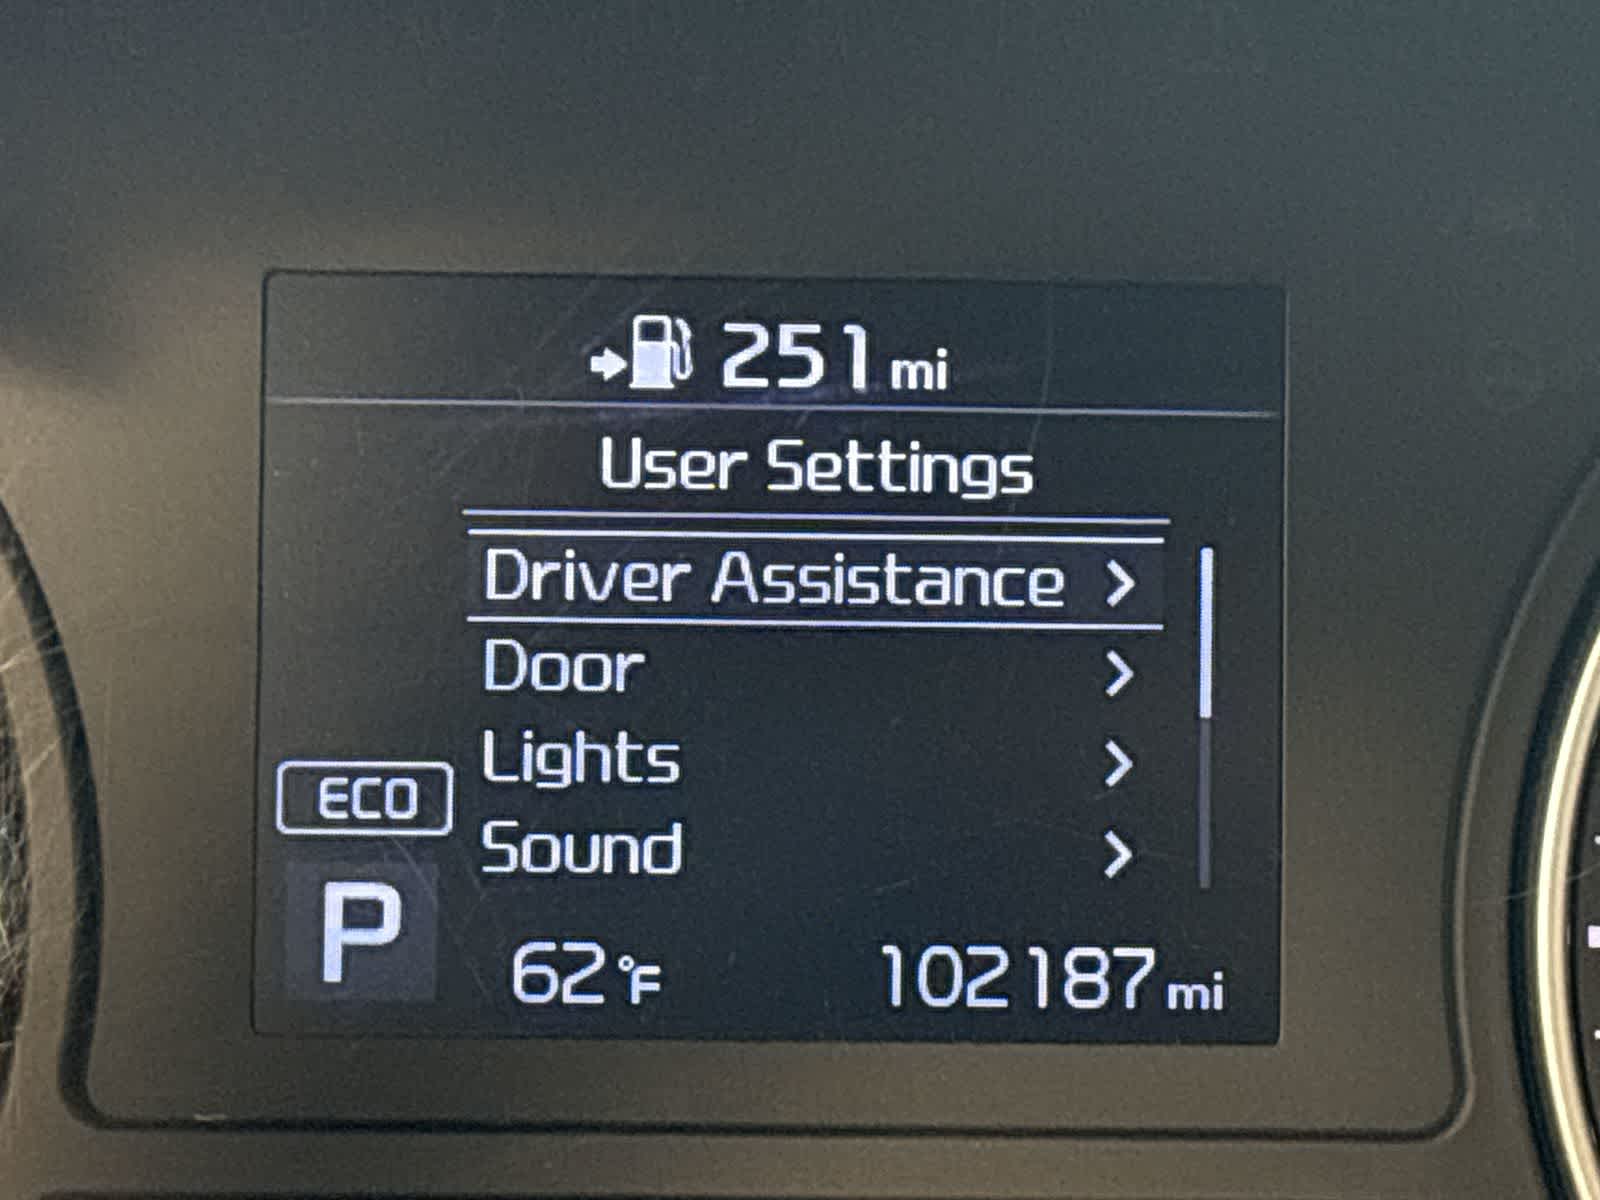 251 mi
User Settings
Driver Assistance >
Door >
Lights >
ECO
Sound >
P
62°F 102187 mi